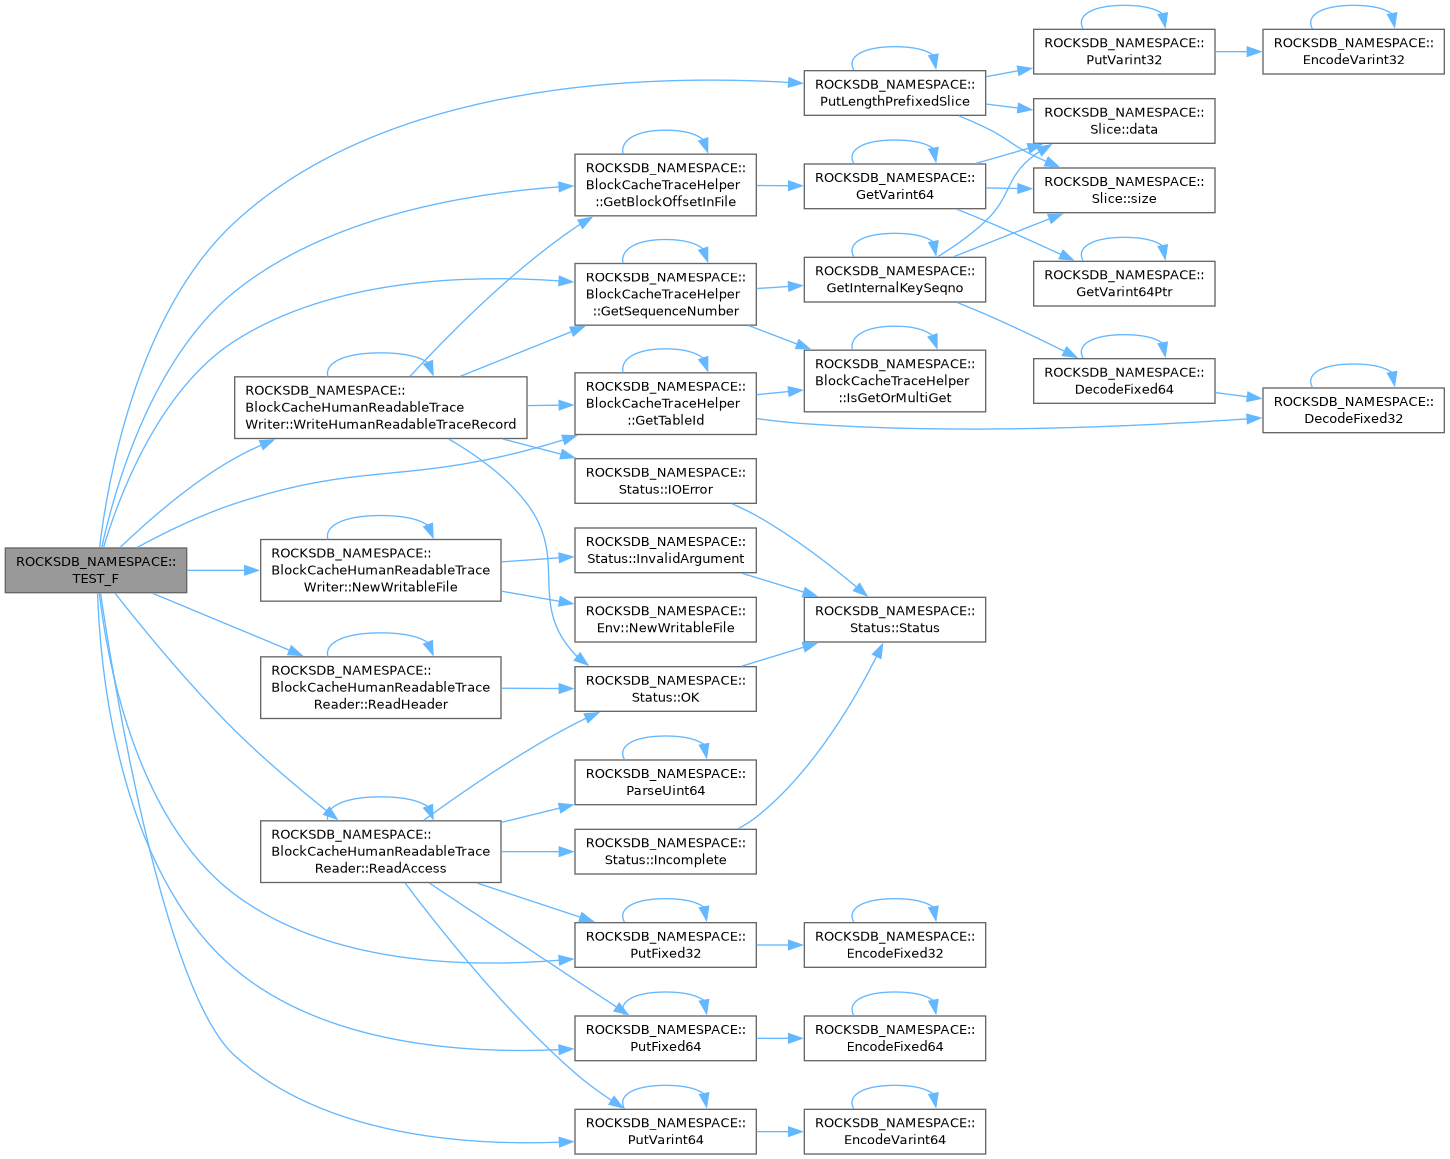 ROCKSDB_NAMESPACE::
TEST_F
ROCKSDB_NAMESPACE::
BlockCacheHumanReadableTrace
Writer::WriteHumanReadableTraceRecord
ROCKSDB_NAMESPACE::
BlockCacheHumanReadableTrace
Writer::NewWritableFile
ROCKSDB_NAMESPACE::
BlockCacheHumanReadableTrace
Reader::ReadHeader
ROCKSDB_NAMESPACE::
BlockCacheHumanReadableTrace
Reader::ReadAccess
ROCKSDB_NAMESPACE::
BlockCacheTraceHelper
::GetBlockOffsetInFile
ROCKSDB_NAMESPACE::
BlockCacheTraceHelper
::GetSequenceNumber
ROCKSDB_NAMESPACE::
BlockCacheTraceHelper
::GetTableId
ROCKSDB_NAMESPACE::
Status::IOError
ROCKSDB_NAMESPACE::
Status::InvalidArgument
ROCKSDB_NAMESPACE::
Env::NewWritableFile
ROCKSDB_NAMESPACE::
Status::OK
ROCKSDB_NAMESPACE::
ParseUint64
ROCKSDB_NAMESPACE::
Status::Incomplete
ROCKSDB_NAMESPACE::
PutFixed32
ROCKSDB_NAMESPACE::
PutFixed64
ROCKSDB_NAMESPACE::
PutVarint64
ROCKSDB_NAMESPACE::
PutLengthPrefixedSlice
ROCKSDB_NAMESPACE::
GetVarint64
ROCKSDB_NAMESPACE::
GetInternalKeySeqno
ROCKSDB_NAMESPACE::
BlockCacheTraceHelper
::IsGetOrMultiGet
ROCKSDB_NAMESPACE::
Status::Status
ROCKSDB_NAMESPACE::
EncodeFixed32
ROCKSDB_NAMESPACE::
EncodeFixed64
ROCKSDB_NAMESPACE::
EncodeVarint64
ROCKSDB_NAMESPACE::
PutVarint32
ROCKSDB_NAMESPACE::
Slice::data
ROCKSDB_NAMESPACE::
Slice::size
ROCKSDB_NAMESPACE::
GetVarint64Ptr
ROCKSDB_NAMESPACE::
DecodeFixed64
ROCKSDB_NAMESPACE::
EncodeVarint32
ROCKSDB_NAMESPACE::
DecodeFixed32